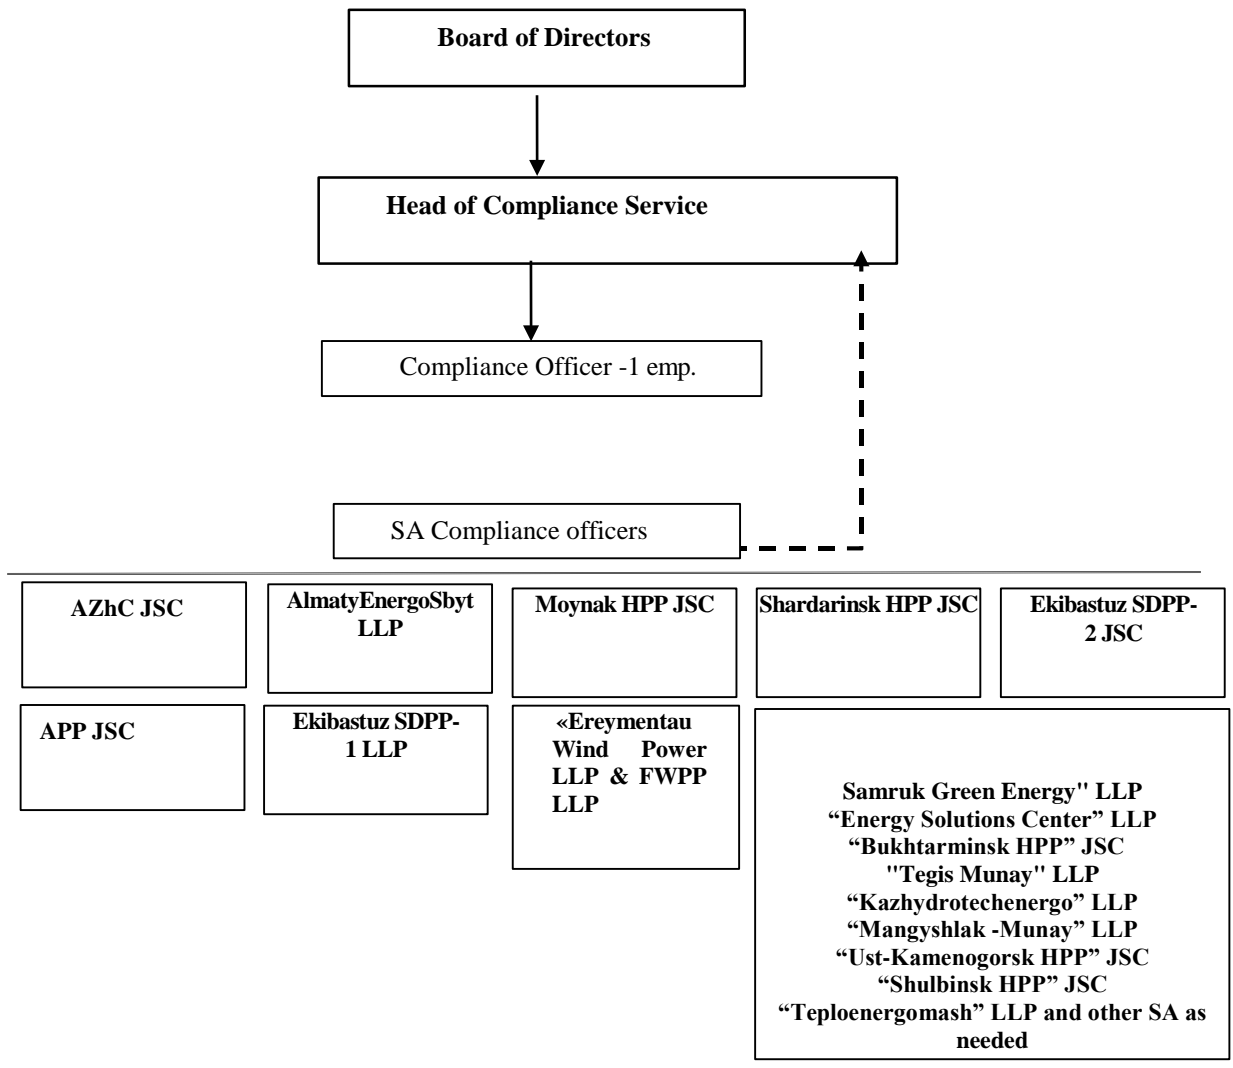 Board of Directors
Head of Compliance Service
Compliance Officer -1 emp.
SA Compliance officers
AZhC JSC
AlmatyEnergoSbyt
LLP
Moynak HPP JSC
Shardarinsk HPP JSC
Ekibastuz SDPP-
2 JSC
APP JSC
Ekibastuz SDPP-
1 LLP
«Ereymentau
Wind Power
LLP & FWPP
LLP
Samruk Green Energy" LLP
“Energy Solutions Center” LLP
“Bukhtarminsk HPP” JSC
"Tegis Munay" LLP
“Kazhydrotechenergo” LLP
“Mangyshlak -Munay” LLP
“Ust-Kamenogorsk HPP” JSC
“Shulbinsk HPP” JSC
“Teploenergomash” LLP and other SA as
needed